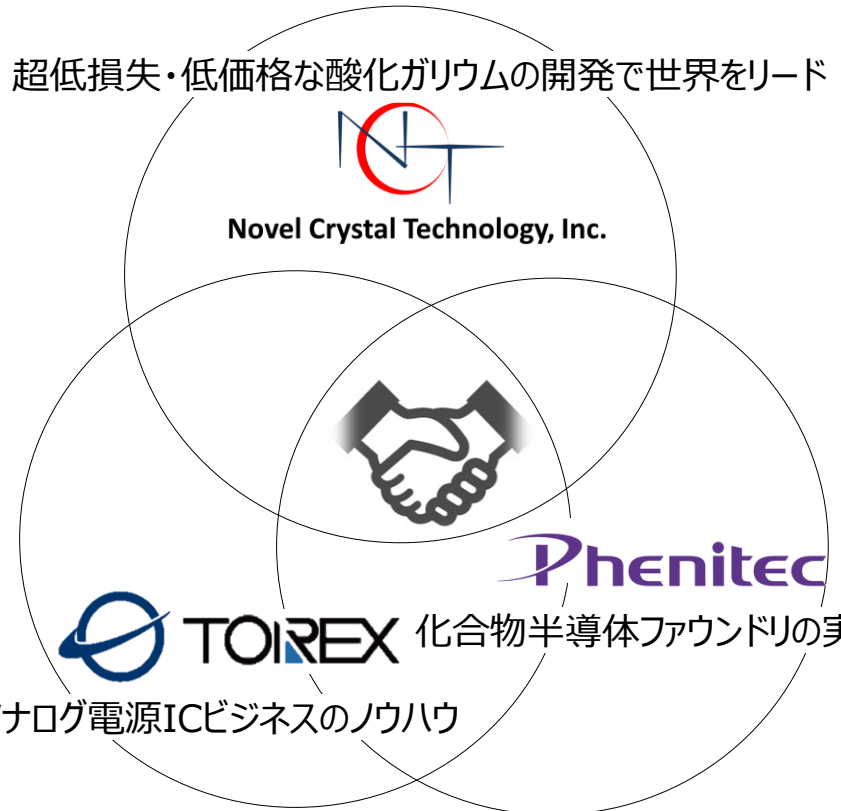 超低損失・低価格な酸化ガリウムの開発で世界をリード
NCT
Novel Crystal Technology, Inc.
Phenitec
TOREX
化合物半導体ファウンドリの実
ナログ電源ICビジネスのノウハウ